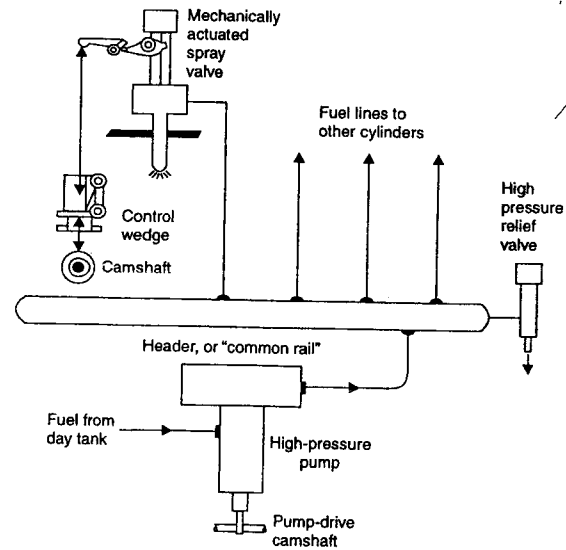 Mechanically
actuated
spray
valve
Fuel lines to
other cylinders
High
pressure
relief
valve
Control
wedge
Camshaft
Header, or “common rail”
Fuel from
day tank
High-pressure
pump
Pump-drive
camshaft